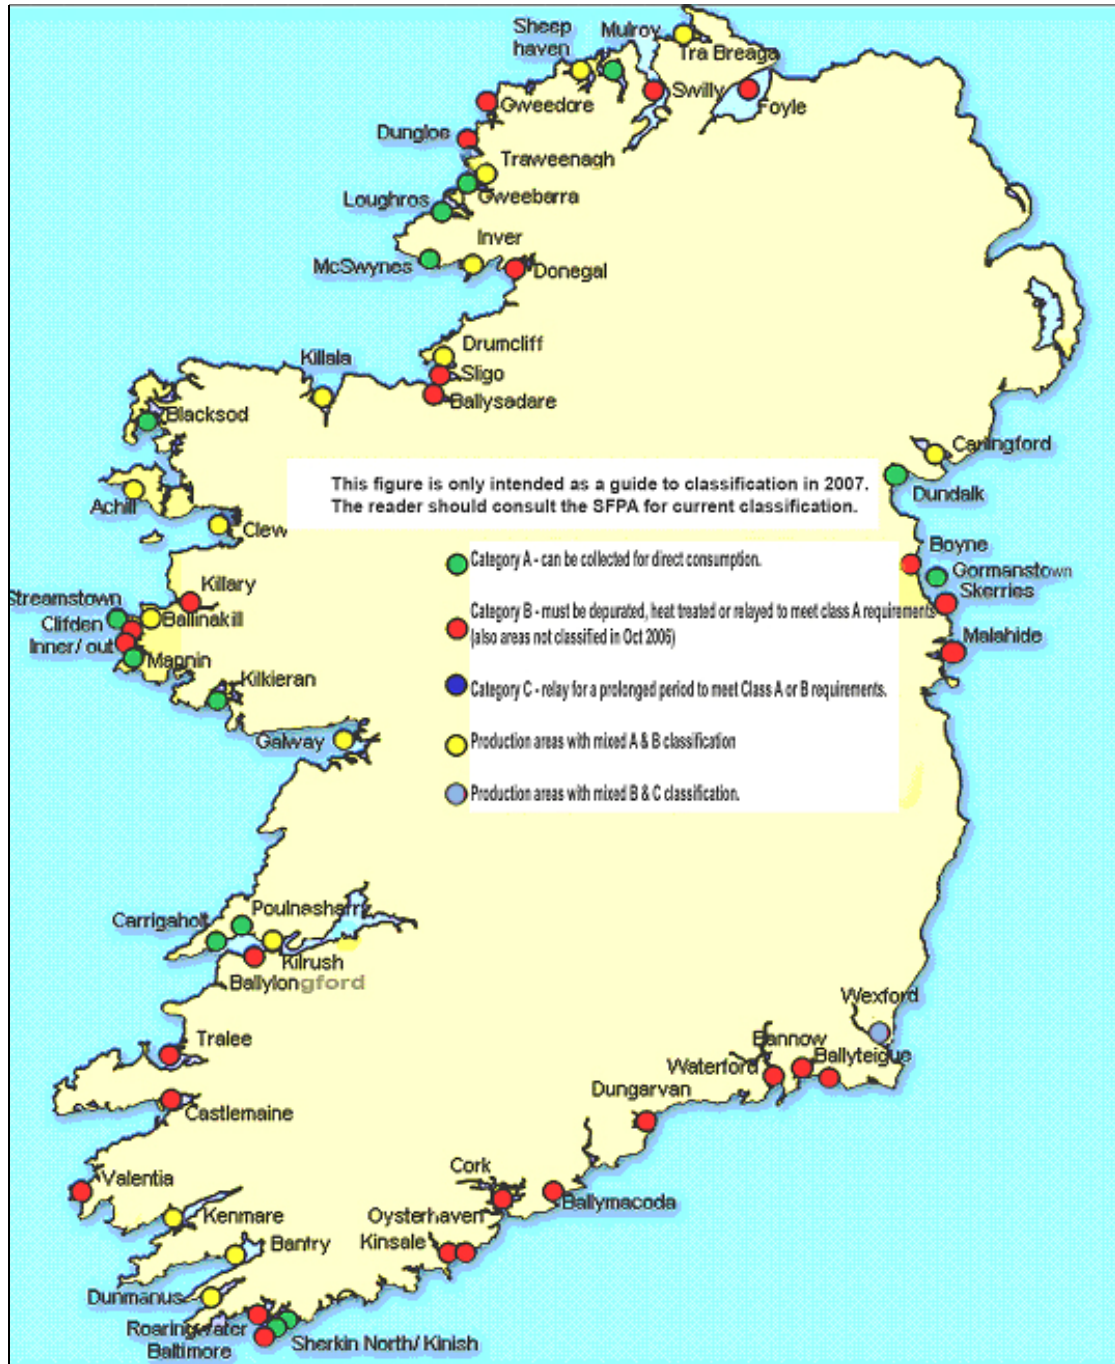 Sheep
haven
Mulroy
Tra Breaga
Swilly
Foyle
Gweedore
Dungloe
Traweenagh
Gweebarra
Loughros
Inver
McSwynes
Donegal
Drumcliff
Killala
Sligo
Ballysadare
Blacksod
Carlingford
Achill
Dundalk
Clew
This figure is only intended as a guide to classification in 2007.
The reader should consult the SFPA for current classification.
Boyne
Category A - can be collected for direct consumption.
Gormanstown
Killary
Skerries
Streamstown
Ballinakill
Category B - must be depurated, heat treated or relayed to meet class A requirements
(also areas not classified in Oct 2006)
Clifden
Inner/ out
Malahide
Mannin
Kilkieran
Category C - relay for a prolonged period to meet Class A or B requirements.
Galway
Production areas with mixed A & B classification
Production areas with mixed B & C classification.
Carrigaholt
Poulnasharry
Kilrush
Ballylongford
Wexford
Tralee
Bannow
Ballyteigue
Waterford
Dungarvan
Castlemaine
Cork
Valentia
Ballymacoda
Kenmare
Oysterhaven
Bantry
Kinsale
Dunmanus
Roaringwater
Baltimore
Sherkin North/ Kinish